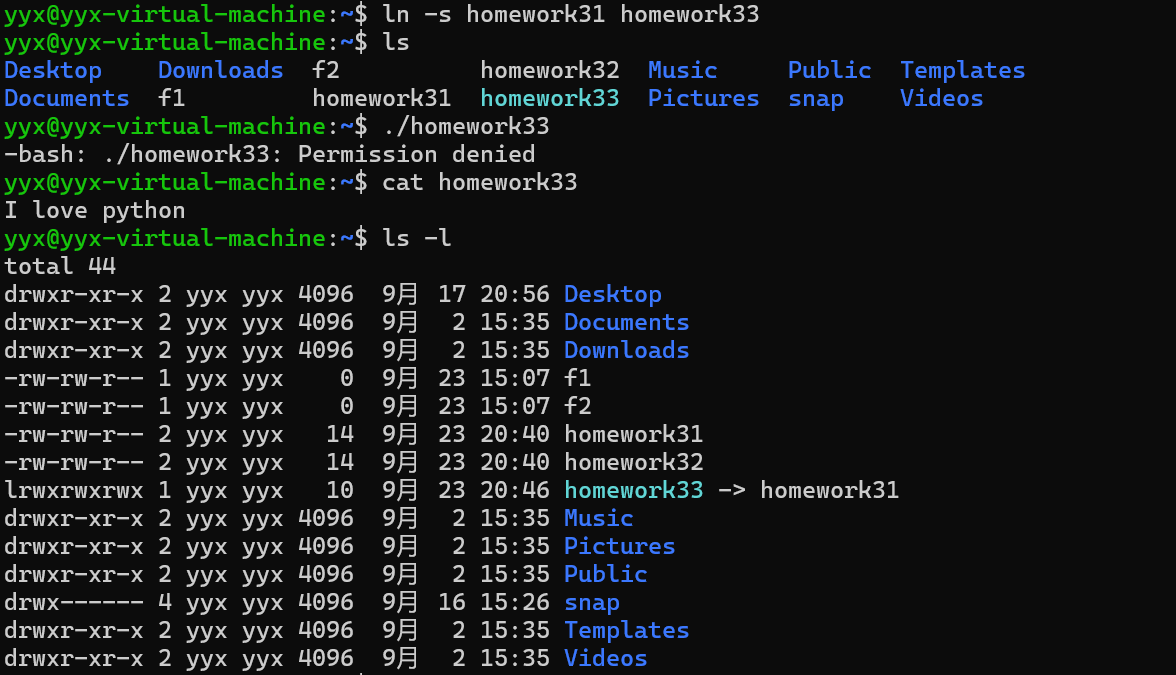 yyx@yyx-virtual-machine:~$ ln -s homework31 homework33
yyx@yyx-virtual-machine:~$ ls
Desktop    Downloads  f2          homework32  Music     Public  Templates
Documents  f1         homework31  homework33  Pictures  snap    Videos
yyx@yyx-virtual-machine:~$ ./homework33
-bash: ./homework33: Permission denied
yyx@yyx-virtual-machine:~$ cat homework33
I love python
yyx@yyx-virtual-machine:~$ ls -l
total 44
drwxr-xr-x 2 yyx yyx 4096  9月 17 20:56 Desktop
drwxr-xr-x 2 yyx yyx 4096  9月  2 15:35 Documents
drwxr-xr-x 2 yyx yyx 4096  9月  2 15:35 Downloads
-rw-rw-r-- 1 yyx yyx    0  9月 23 15:07 f1
-rw-rw-r-- 1 yyx yyx    0  9月 23 15:07 f2
-rw-rw-r-- 2 yyx yyx   14  9月 23 20:40 homework31
-rw-rw-r-- 2 yyx yyx   14  9月 23 20:40 homework32
lrwxrwxrwx 1 yyx yyx   10  9月 23 20:46 homework33 -> homework31
drwxr-xr-x 2 yyx yyx 4096  9月  2 15:35 Music
drwxr-xr-x 2 yyx yyx 4096  9月  2 15:35 Pictures
drwxr-xr-x 2 yyx yyx 4096  9月  2 15:35 Public
drwx------ 4 yyx yyx 4096  9月 16 15:26 snap
drwxr-xr-x 2 yyx yyx 4096  9月  2 15:35 Templates
drwxr-xr-x 2 yyx yyx 4096  9月  2 15:35 Videos